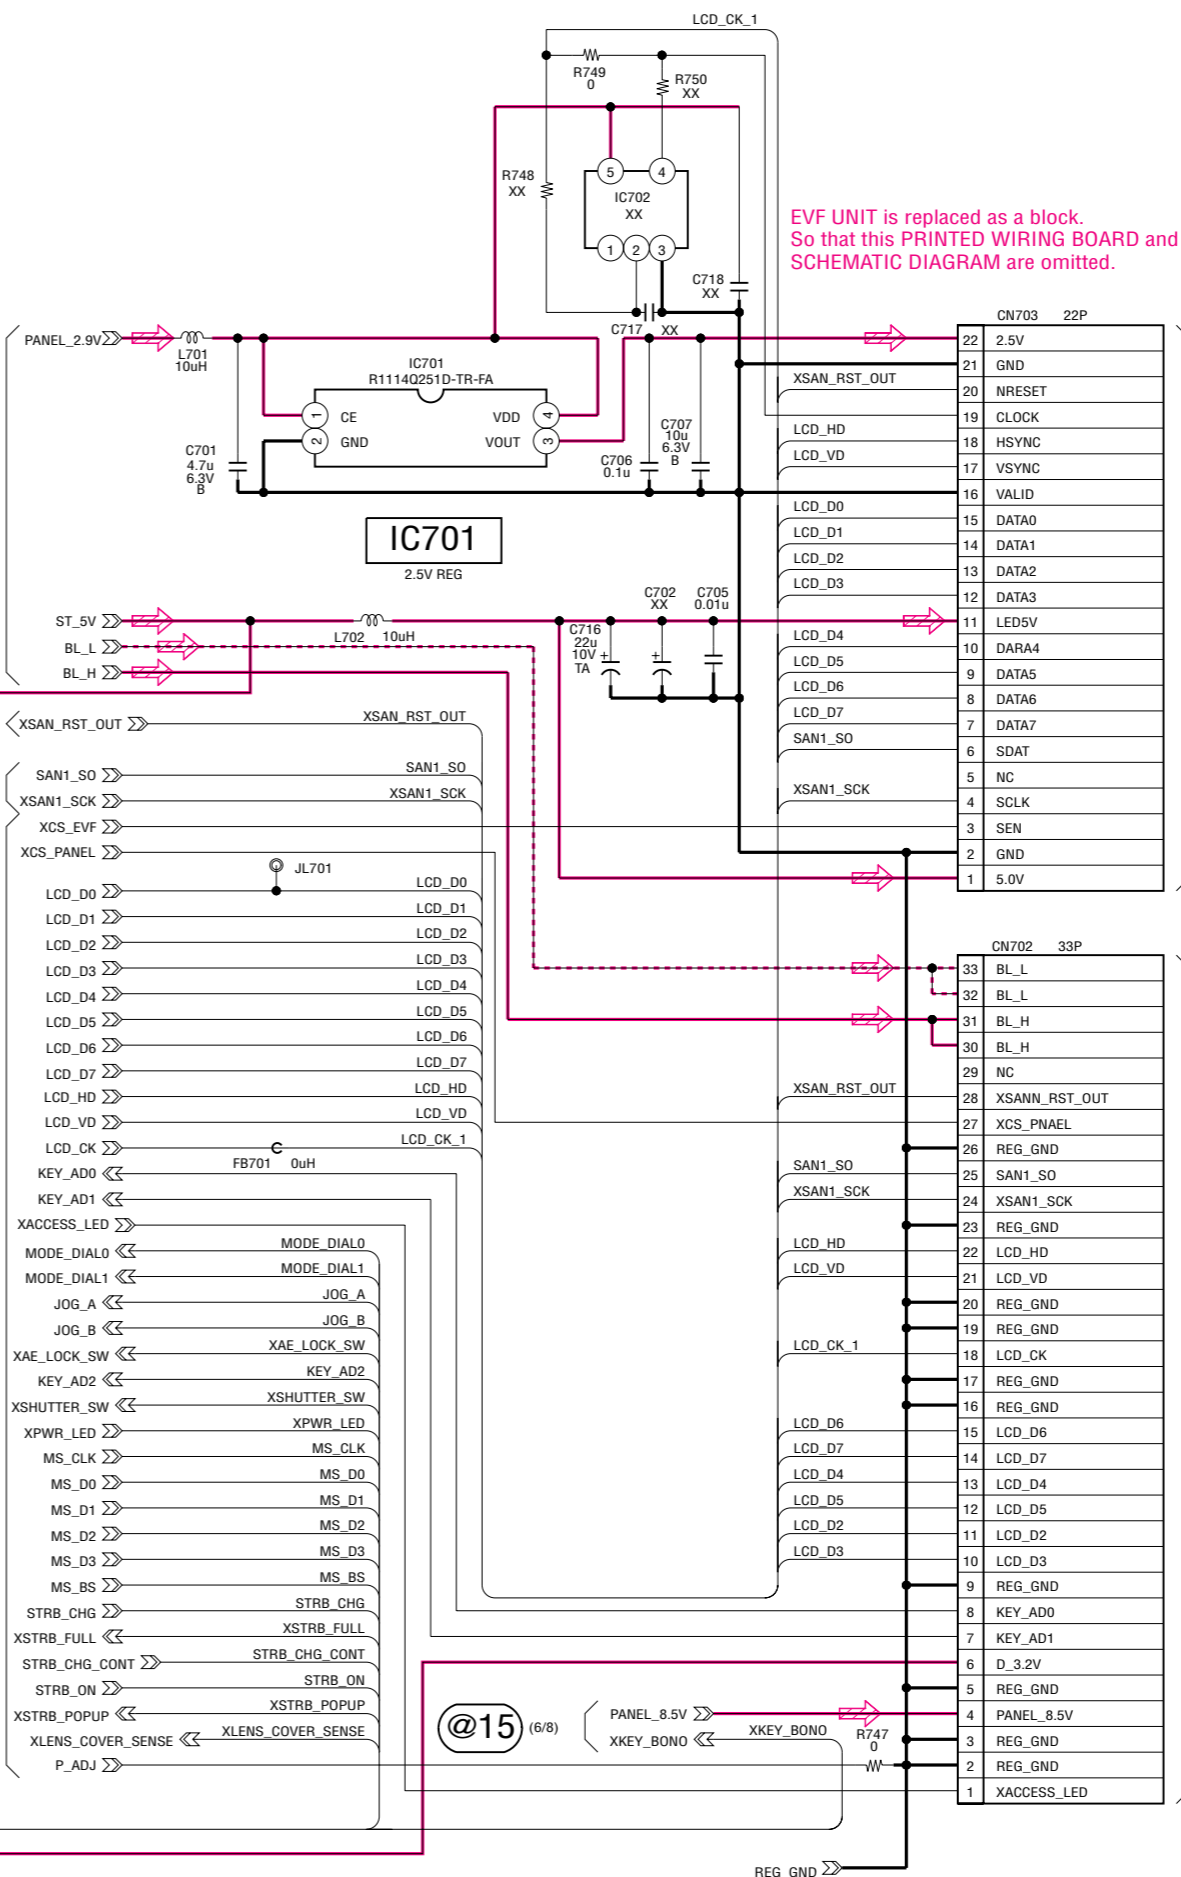 LCD_CK_1
R749
0
R750
XX
R748
XX
5
4
IC702
XX
1
2
3
C718
XX
C717
XX
EVF UNIT is replaced as a block.
So that this PRINTED WIRING BOARD and
SCHEMATIC DIAGRAM are omitted.
PANEL_2.9V
L701
10uH
IC701
R1114Q251D-TR-FA
1
CE
VDD
4
2
GND
VOUT
3
C701
4.7u
6.3V
B
C706
0.1u
C707
10u
6.3V
B
IC701
2.5V REG
CN703 22P
22 2.5V
21 GND
XSAN_RST_OUT
20 NRESET
19 CLOCK
LCD_HD
18 HSYNC
LCD_VD
17 VSYNC
16 VALID
LCD_D0
15 DATA0
LCD_D1
14 DATA1
LCD_D2
13 DATA2
LCD_D3
12 DATA3
11 LED5V
LCD_D4
10 DARA4
LCD_D5
9 DATA5
LCD_D6
8 DATA6
LCD_D7
7 DATA7
SAN1_SO
6 SDAT
5 NC
XSAN1_SCK
4 SCLK
3 SEN
2 GND
1 5.0V
ST_5V
L702 10uH
BL_L
BL_H
C716
22u
10V
TA
+
C702
XX
+
C705
0.01u
XSAN_RST_OUT
XSAN_RST_OUT
SAN1_SO
SAN1_SO
XSAN1_SCK
XSAN1_SCK
XCS_EVF
XCS_PANEL
JL701
LCD_D0
LCD_D0
LCD_D1
LCD_D1
LCD_D2
LCD_D2
LCD_D3
LCD_D3
LCD_D4
LCD_D4
LCD_D5
LCD_D5
LCD_D6
LCD_D6
LCD_D7
LCD_D7
LCD_HD
LCD_HD
LCD_VD
LCD_VD
LCD_CK
LCD_CK_1
FB701 0uH
KEY_AD0
KEY_AD1
XACCESS_LED
MODE_DIAL0
MODE_DIAL0
MODE_DIAL1
MODE_DIAL1
JOG_A
JOG_A
JOG_B
JOG_B
XAE_LOCK_SW
XAE_LOCK_SW
KEY_AD2
KEY_AD2
XSHUTTER_SW
XSHUTTER_SW
XPWR_LED
XPWR_LED
MS_CLK
MS_CLK
MS_D0
MS_D0
MS_D1
MS_D1
MS_D2
MS_D2
MS_D3
MS_D3
MS_BS
MS_BS
STRB_CHG
STRB_CHG
XSTRB_FULL
XSTRB_FULL
STRB_CHG_CONT
STRB_CHG_CONT
STRB_ON
STRB_ON
XSTRB_POPUP
XSTRB_POPUP
XLENS_COVER_SENSE
XLENS_COVER_SENSE
P_ADJ
CN702 33P
33 BL_L
32 BL_L
31 BL_H
30 BL_H
29 NC
XSAN_RST_OUT
28 XSANN_RST_OUT
27 XCS_PNAEL
26 REG_GND
SAN1_SO
25 SAN1_SO
XSAN1_SCK
24 XSAN1_SCK
23 REG_GND
LCD_HD
22 LCD_HD
LCD_VD
21 LCD_VD
20 REG_GND
19 REG_GND
LCD_CK_1
18 LCD_CK
17 REG_GND
16 REG_GND
LCD_D6
15 LCD_D6
LCD_D7
14 LCD_D7
LCD_D4
13 LCD_D4
LCD_D5
12 LCD_D5
LCD_D2
11 LCD_D2
LCD_D3
10 LCD_D3
9 REG_GND
8 KEY_AD0
7 KEY_AD1
6 D_3.2V
5 REG_GND
4 PANEL_8.5V
3 REG_GND
2 REG_GND
1 XACCESS_LED
@15 (6/8)
PANEL_8.5V
XKEY_BONO
XKEY_BONO
R747
0
REG_GND